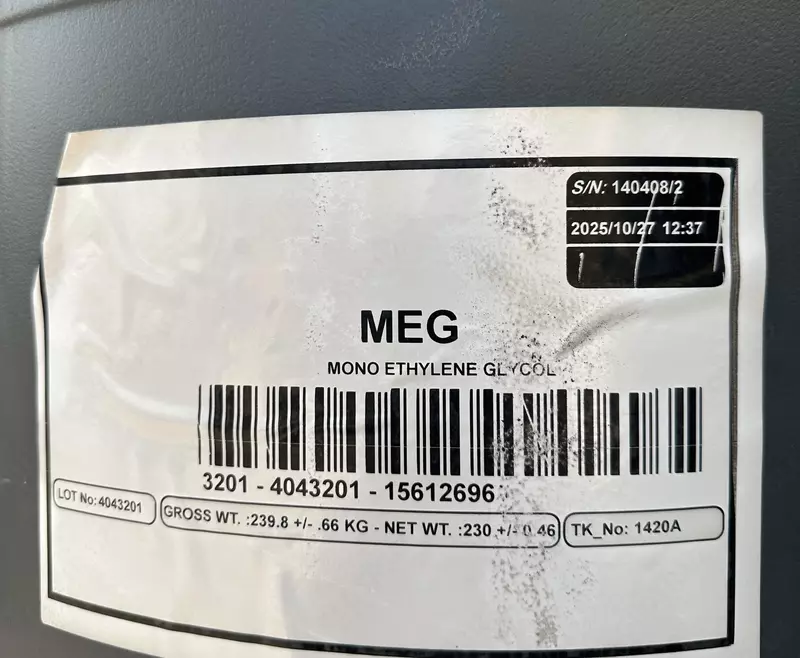 S/N: 140408/2
2025/10/27 12:37
MEG
MONO ETHYLENE GLYCOL
3201 - 4043201 - 15612696
LOT No: 4043201
GROSS WT. :239.8 +/- .66 KG - NET WT. :230 +/- 0.46
TK_No: 1420A